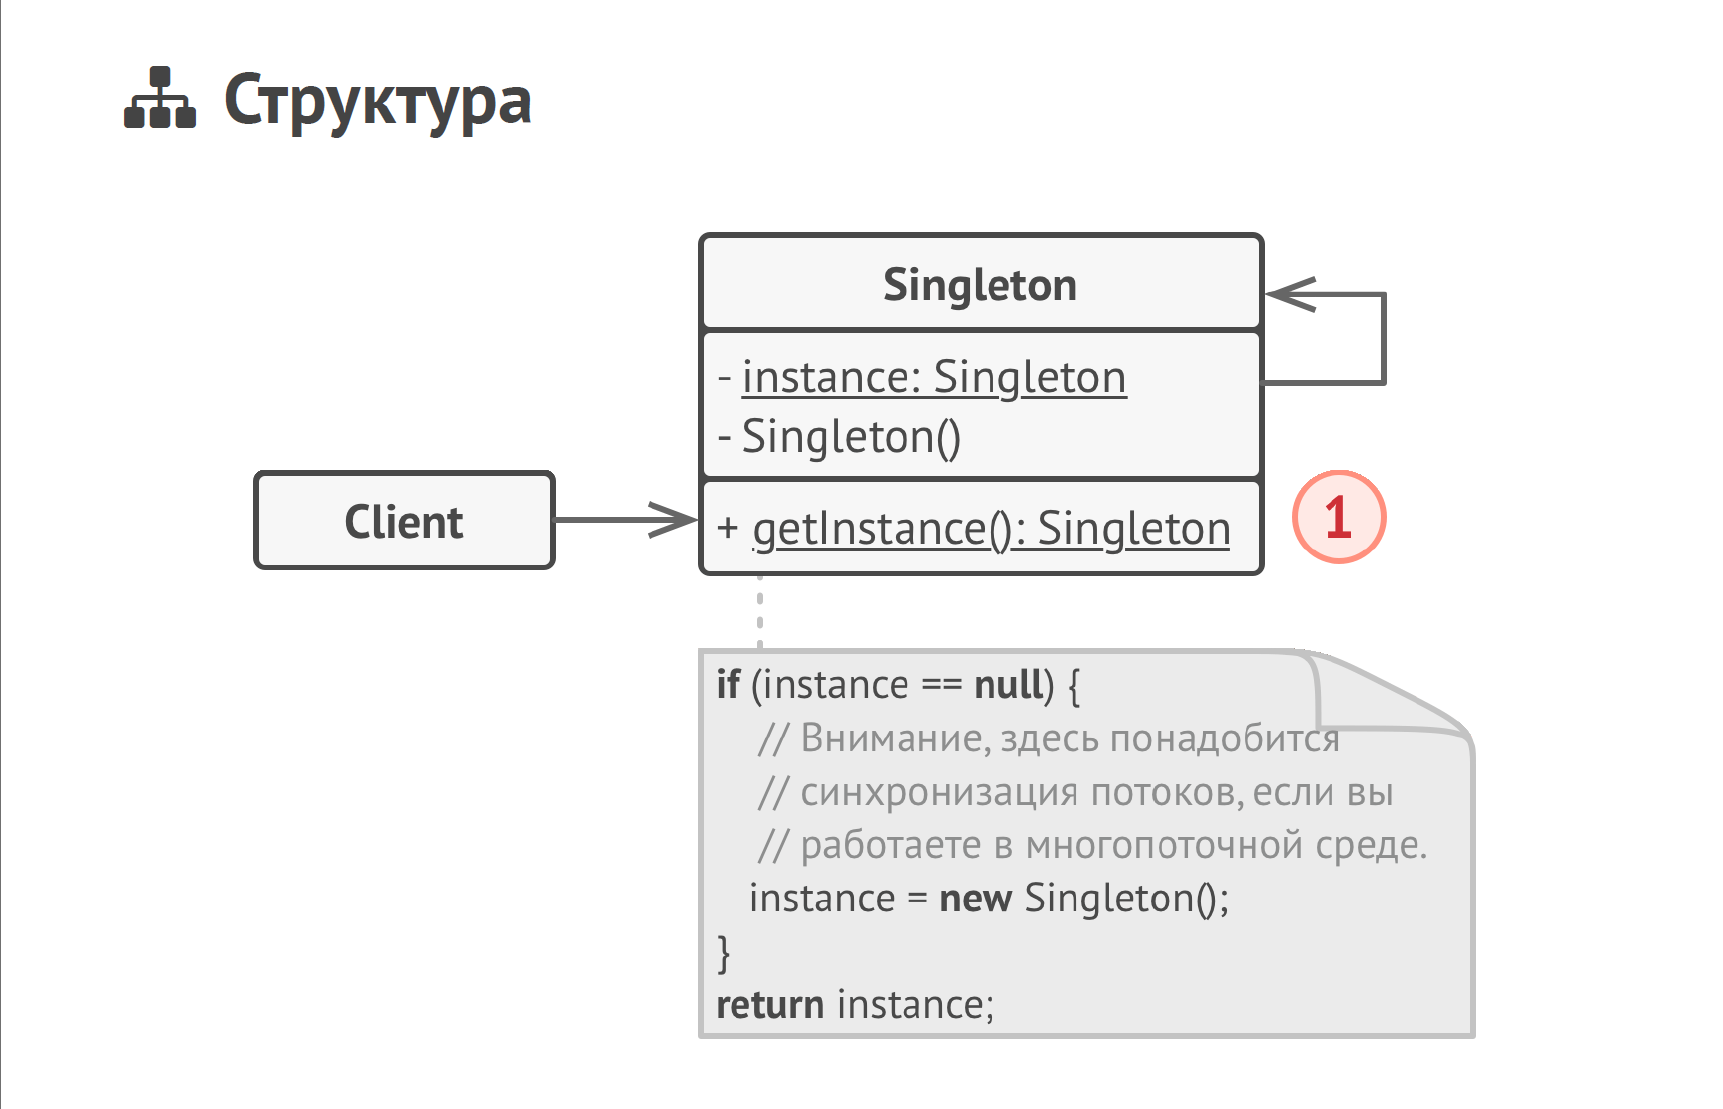 Структура
Singleton
- instance: Singleton
- Singleton()
Client
+ getInstance(): Singleton
1
if (instance == null) {
// Внимание, здесь понадобится
// синхронизация потоков, если вы
// работаете в многопоточной среде.
instance = new Singleton();
}
return instance;